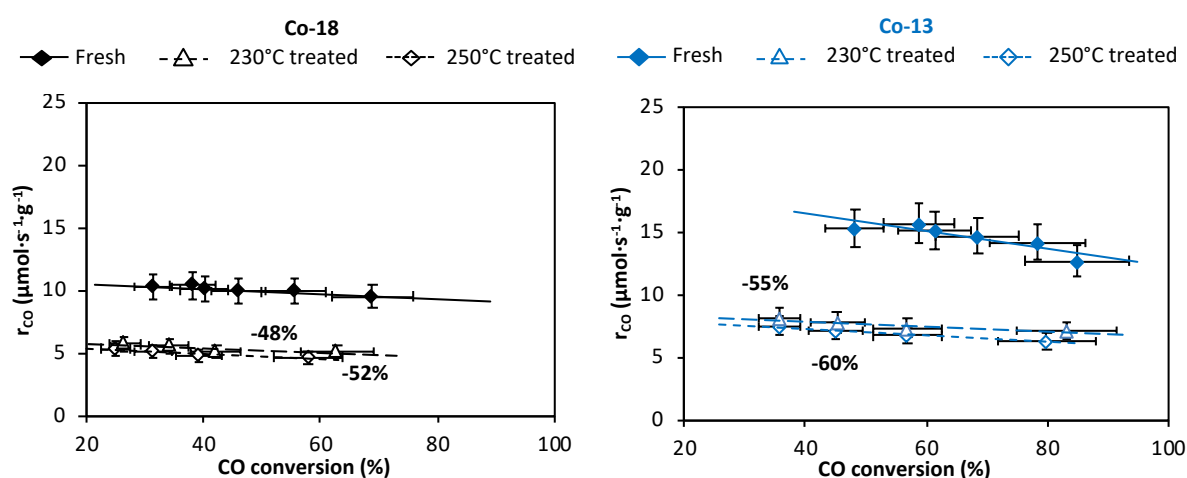 Co-18
Fresh 230°C treated 250°C treated
25
20
15
10
5
0
rCO (µmol·s⁻¹·g⁻¹)
-48%
-52%
20 40 60 80 100
CO conversion (%)
Co-13
Fresh 230°C treated 250°C treated
25
20
15
10
5
0
rCO (µmol·s⁻¹·g⁻¹)
-55%
-60%
20 40 60 80 100
CO conversion (%)